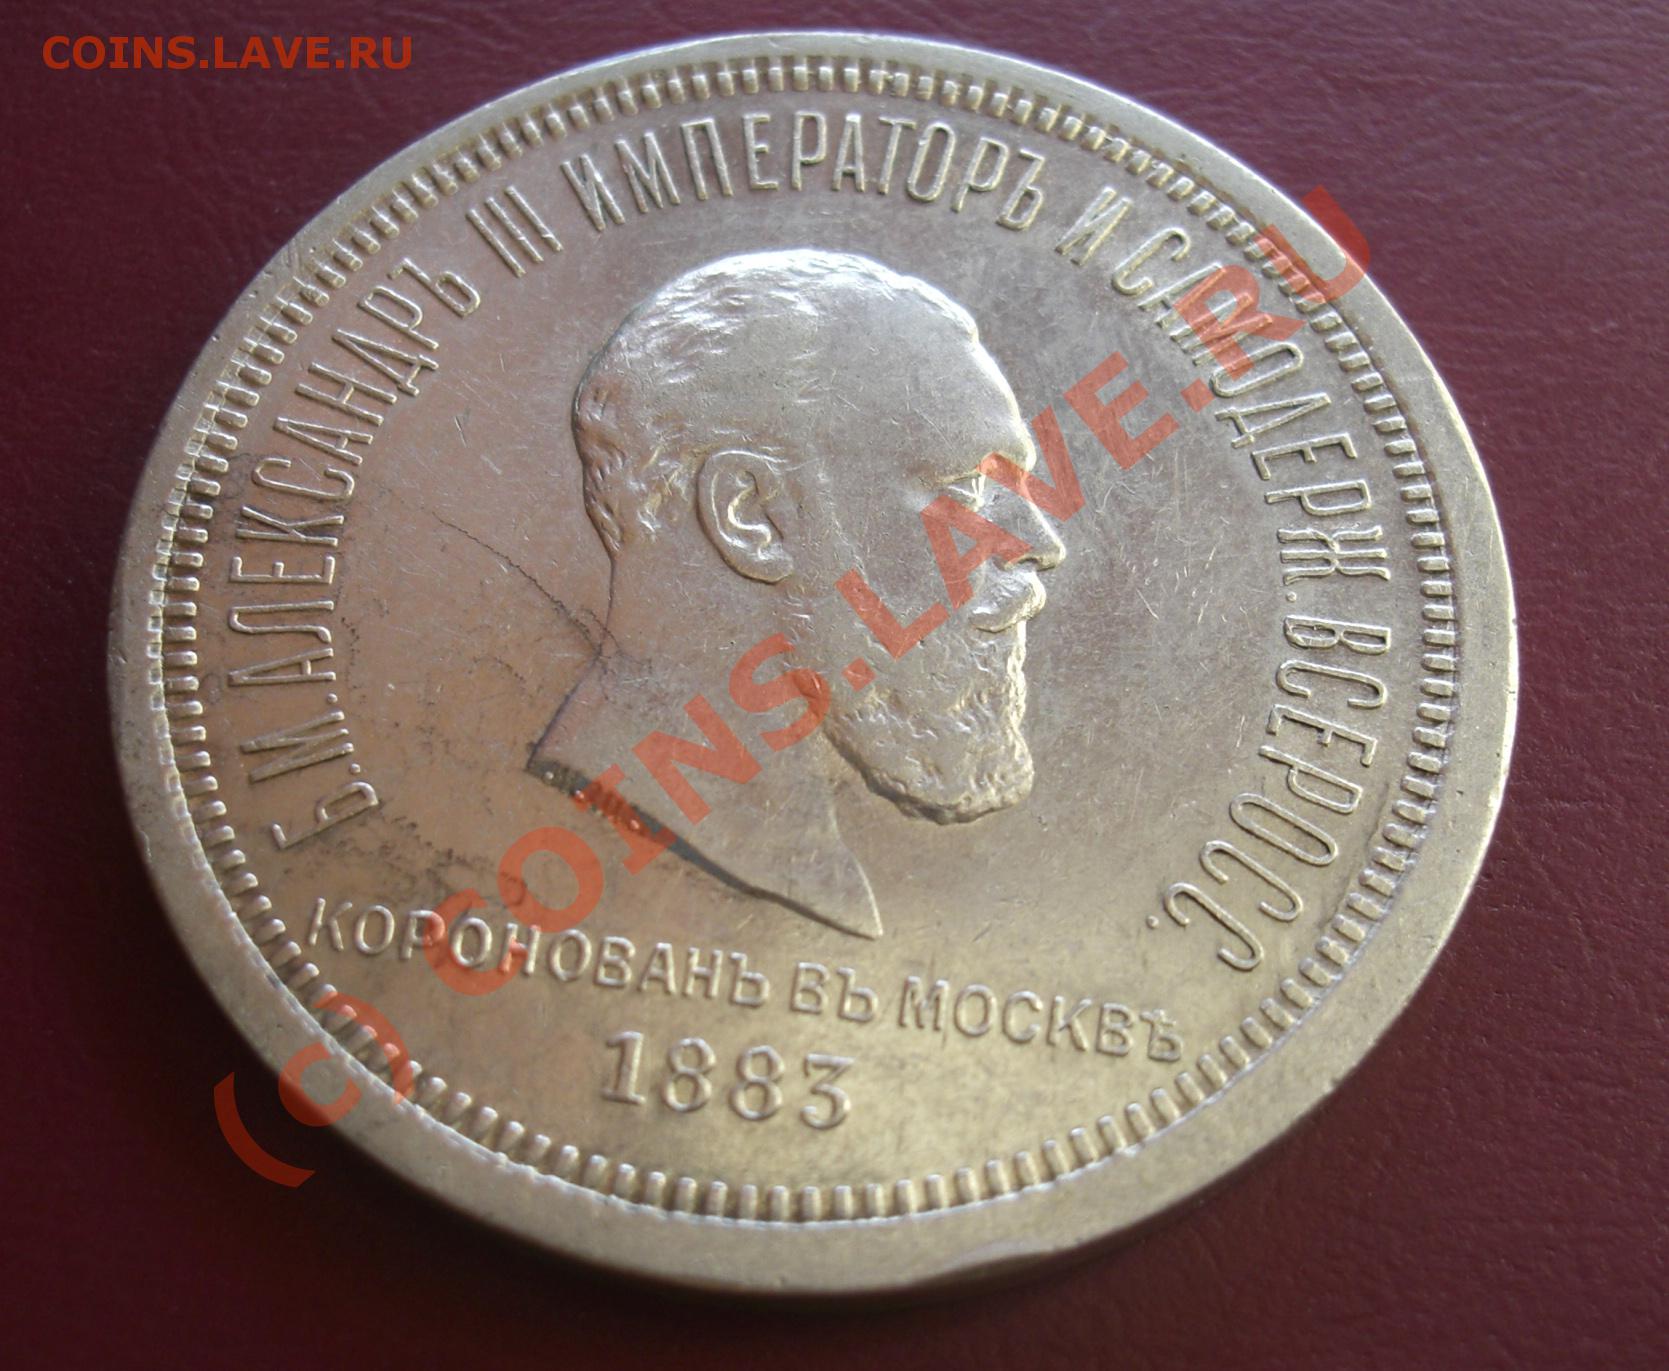 COINS.LAVE.RU
Б.М.АЛЕКСАНДРЪ III ИМПЕРАТОРЪ И САМОДЕРЖ. ВСЕРОСС.
КОРОНОВАНЪ ВЪ МОСКВѢ
1883
(c) COINS.LAVE.RU